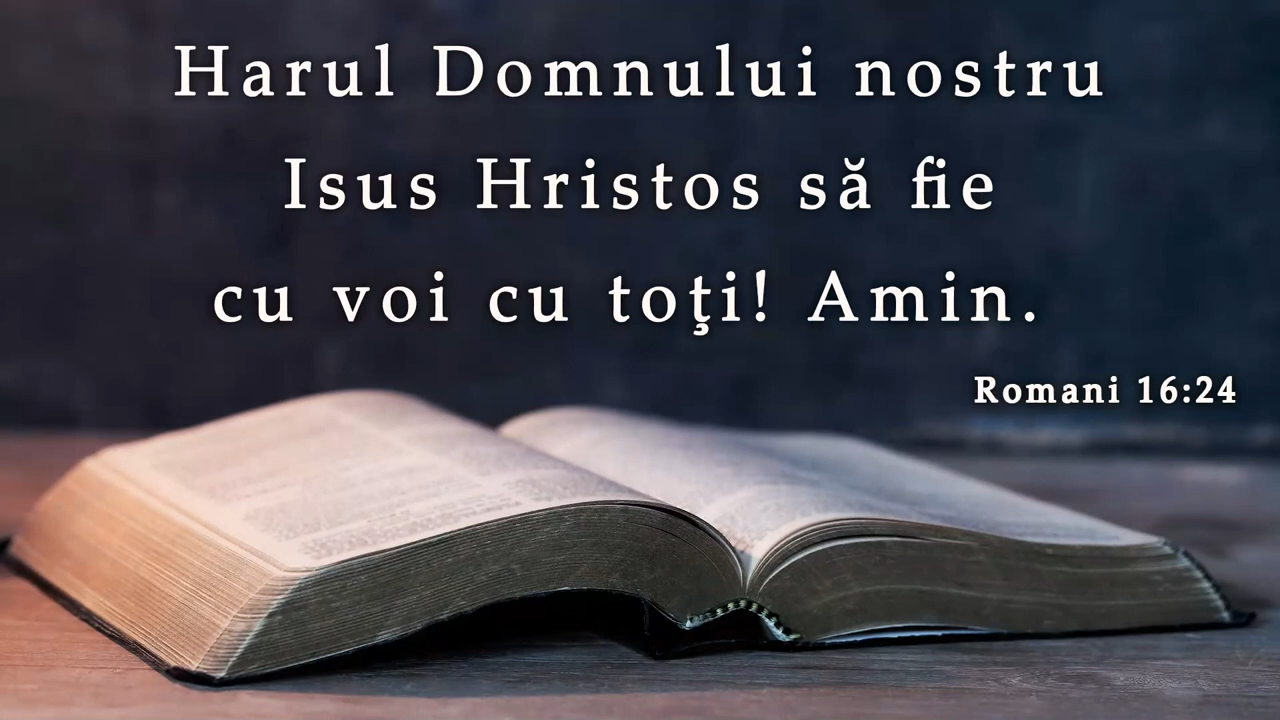 Harul Domnului nostru
Isus Hristos să fie
cu voi cu toţi! Amin.
Romani 16:24